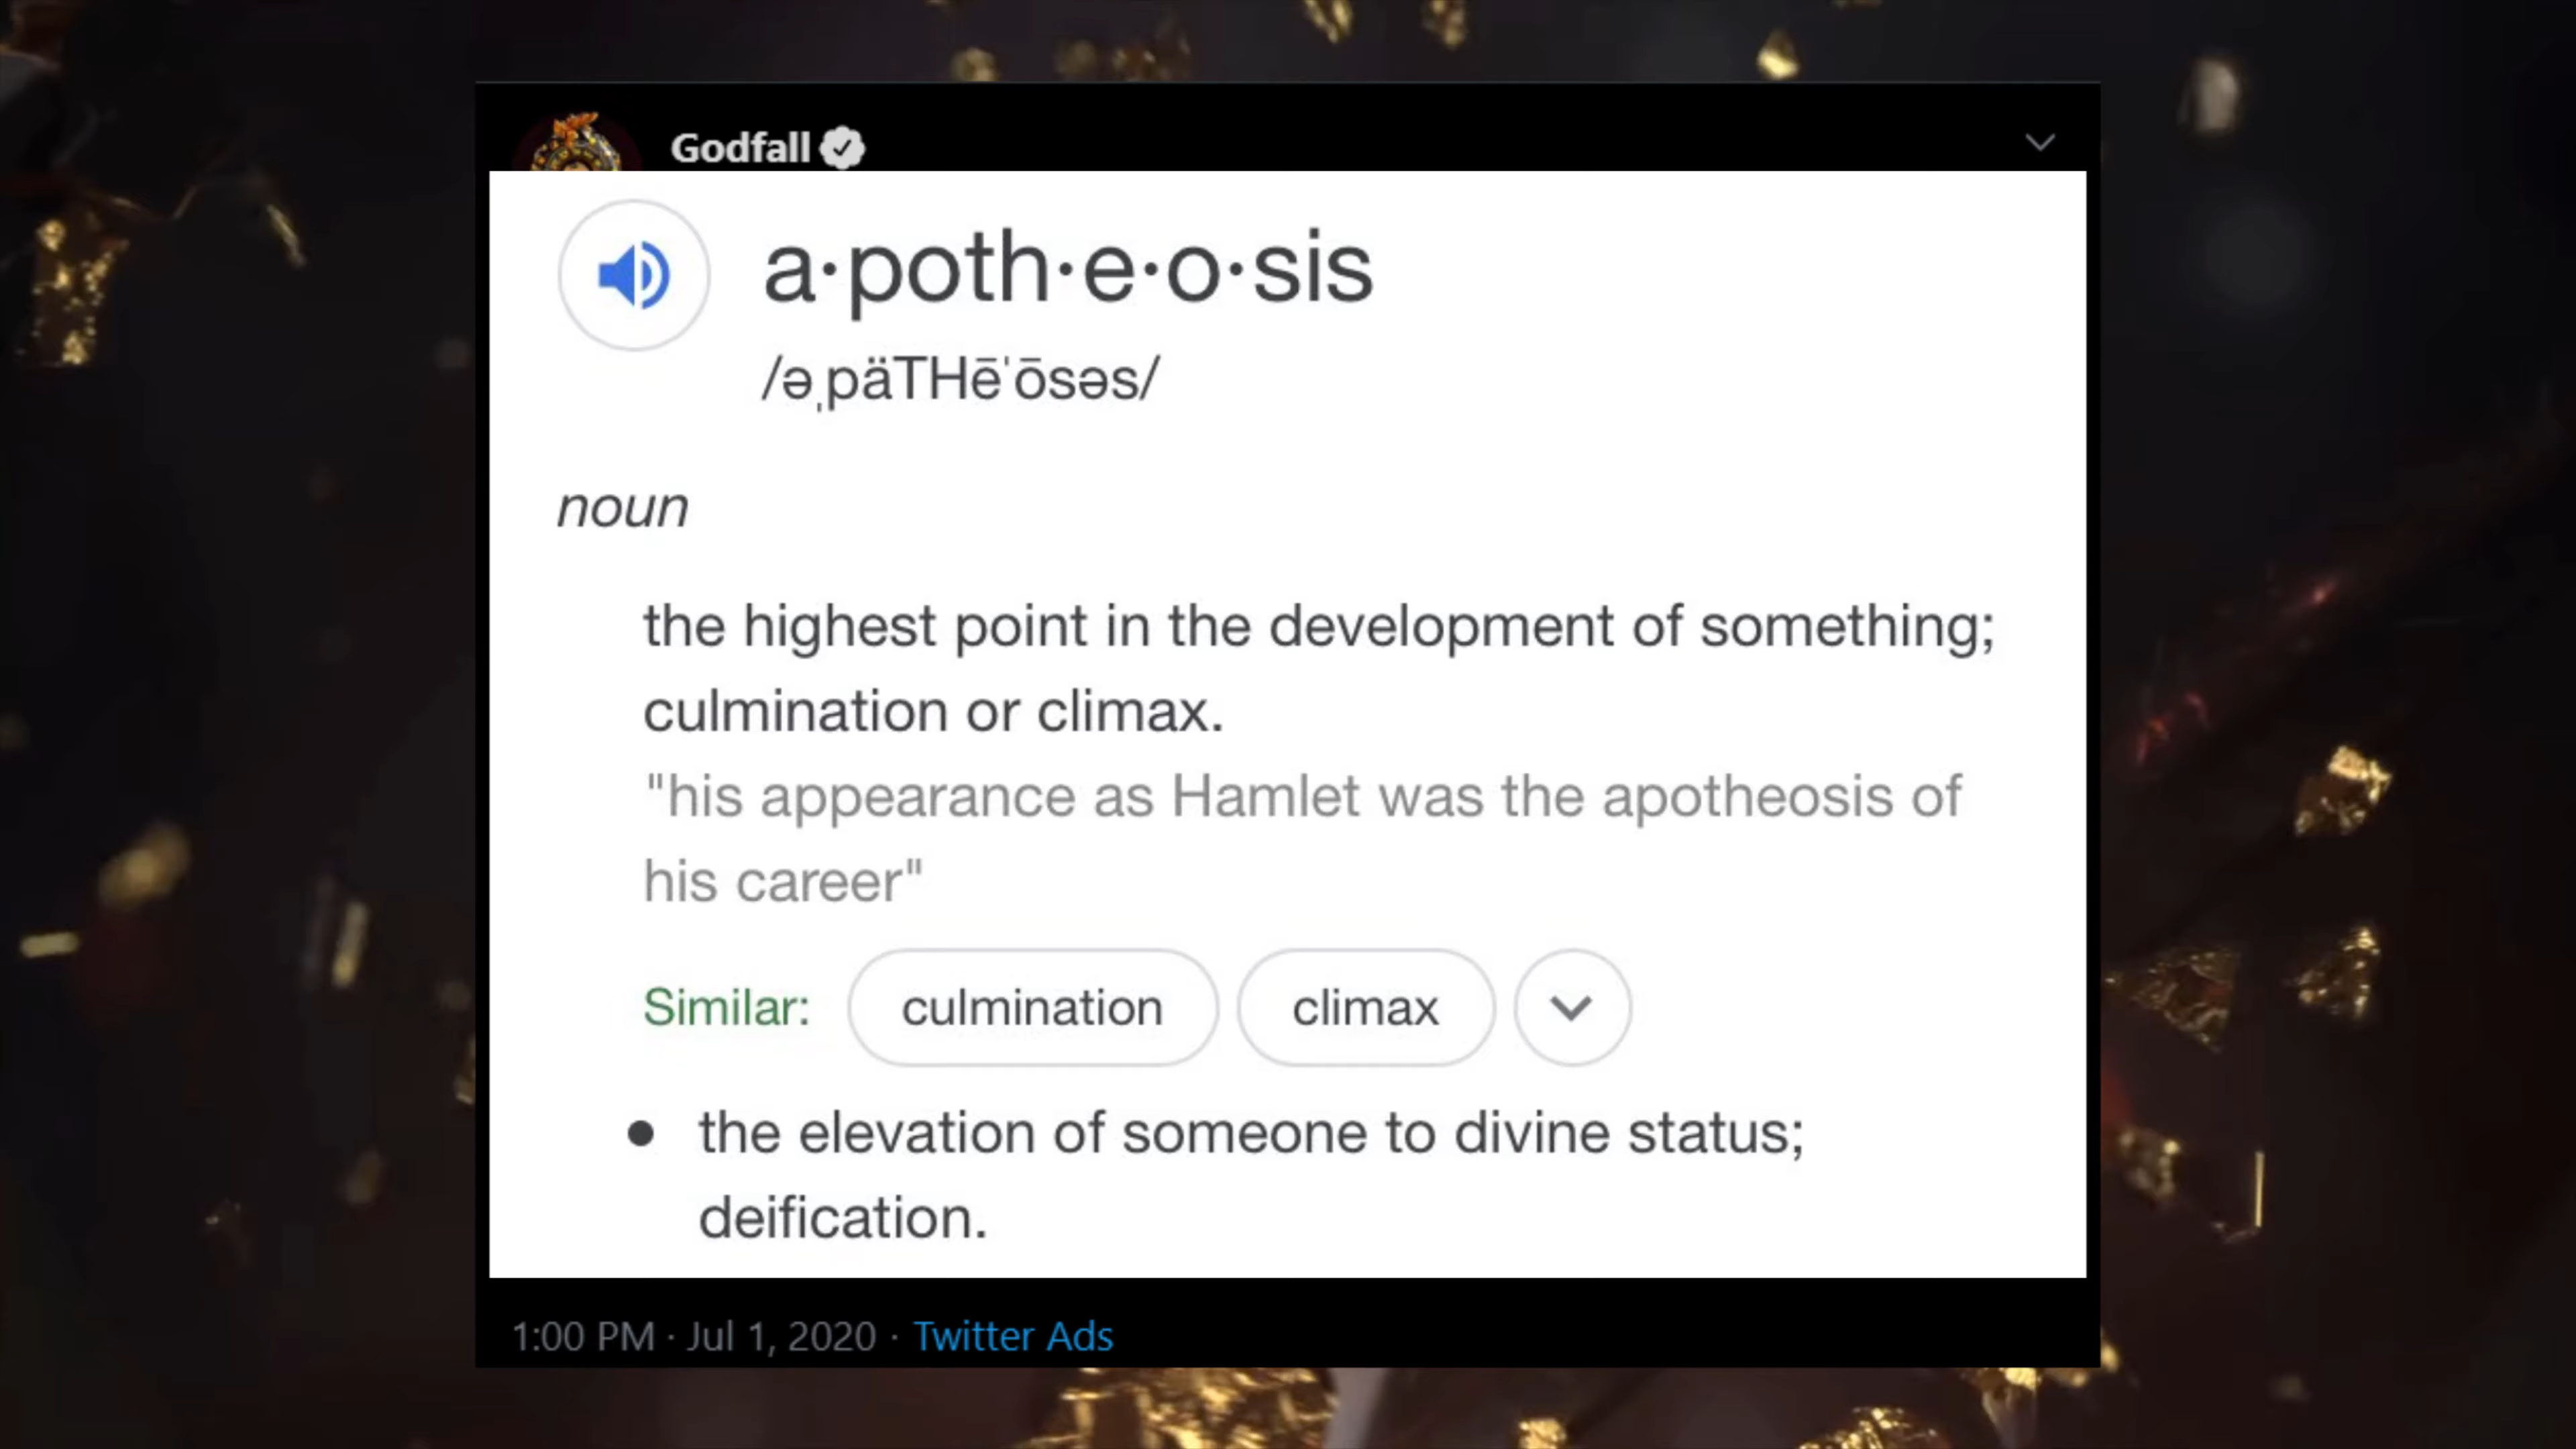 Godfall
a·poth·e·o·sis
/əˌpäTHēˈōsəs/
noun
the highest point in the development of something;
culmination or climax.
"his appearance as Hamlet was the apotheosis of
his career"
Similar: culmination climax
● the elevation of someone to divine status;
deification.
1:00 PM · Jul 1, 2020 · Twitter Ads